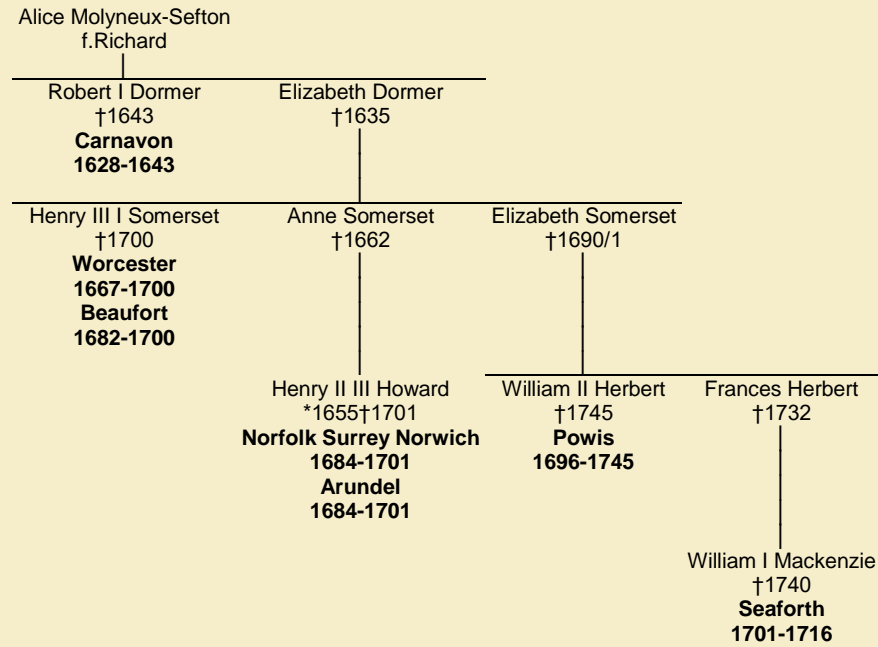 Alice Molyneux-Sefton
f.Richard
Robert I Dormer
†1643
Carnavon
1628-1643
Elizabeth Dormer
†1635
Henry III I Somerset
†1700
Worcester
1667-1700
Beaufort
1682-1700
Anne Somerset
†1662
Elizabeth Somerset
†1690/1
Henry II III Howard
*1655†1701
Norfolk Surrey Norwich
1684-1701
Arundel
1684-1701
William II Herbert
†1745
Powis
1696-1745
Frances Herbert
†1732
William I Mackenzie
†1740
Seaforth
1701-1716